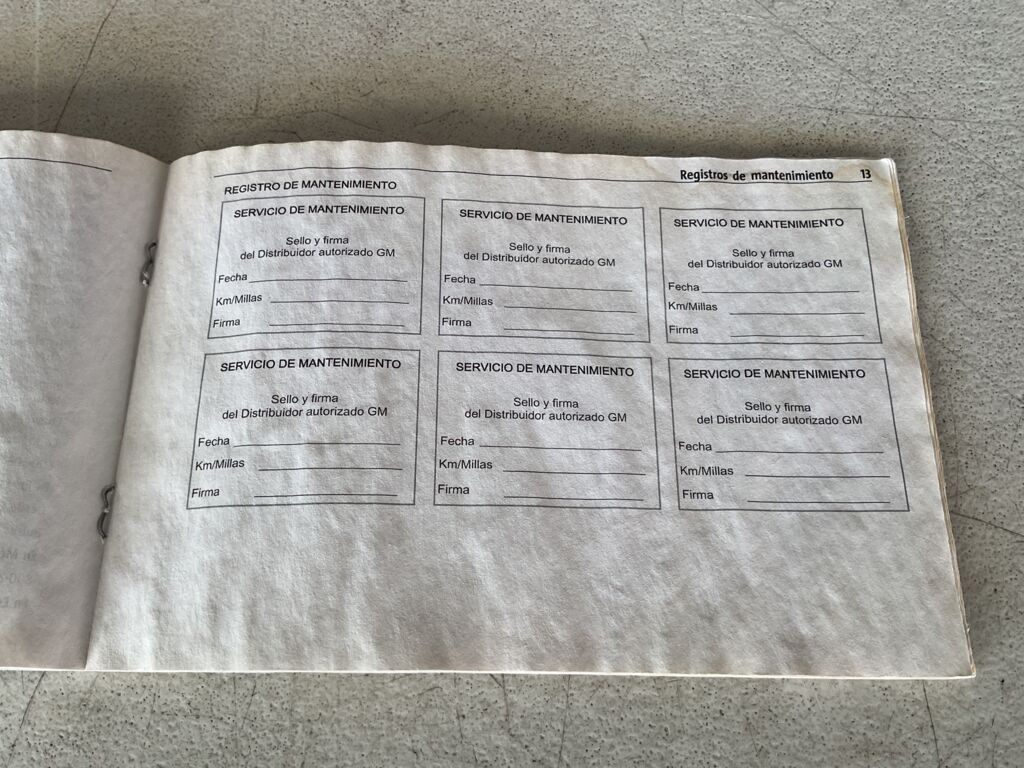 Registros de mantenimiento 13
REGISTRO DE MANTENIMIENTO
SERVICIO DE MANTENIMIENTO
Sello y firma
del Distribuidor autorizado GM
Fecha
Km/Millas
Firma
SERVICIO DE MANTENIMIENTO
Sello y firma
del Distribuidor autorizado GM
Fecha
Km/Millas
Firma
SERVICIO DE MANTENIMIENTO
Sello y firma
del Distribuidor autorizado GM
Fecha
Km/Millas
Firma
SERVICIO DE MANTENIMIENTO
Sello y firma
del Distribuidor autorizado GM
Fecha
Km/Millas
Firma
SERVICIO DE MANTENIMIENTO
Sello y firma
del Distribuidor autorizado GM
Fecha
Km/Millas
Firma
SERVICIO DE MANTENIMIENTO
Sello y firma
del Distribuidor autorizado GM
Fecha
Km/Millas
Firma